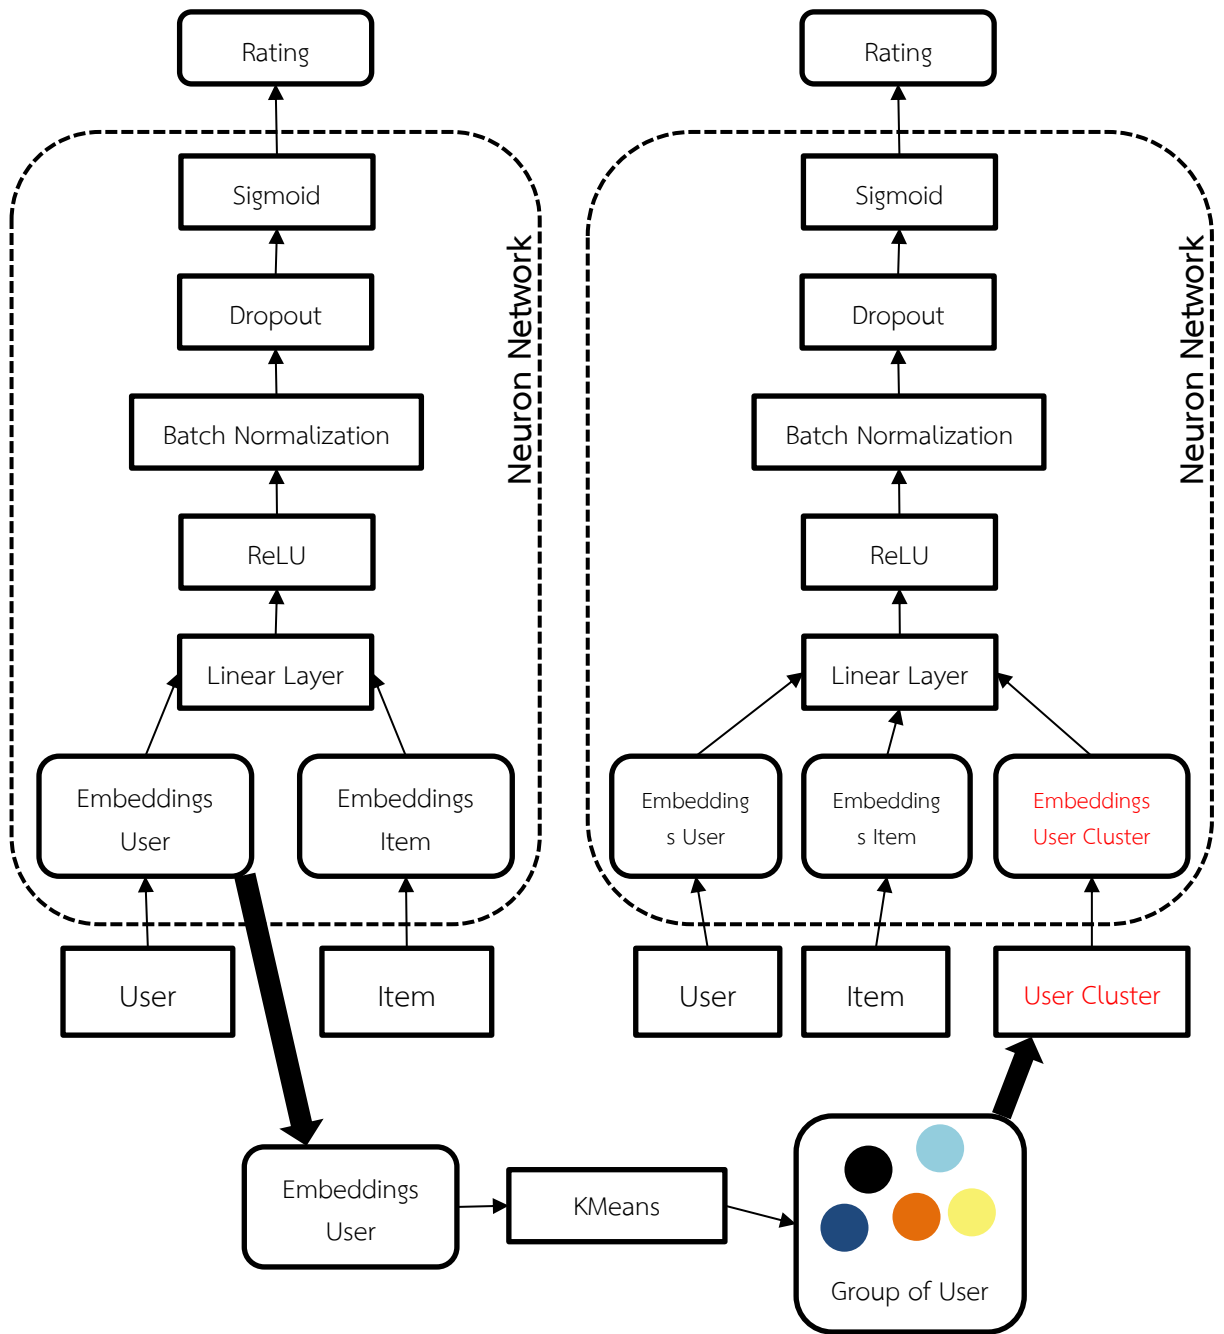 Rating
Sigmoid
Dropout
Batch Normalization
ReLU
Linear Layer
Embeddings
User
Embeddings
Item
User
Item
Neuron Network
Rating
Sigmoid
Dropout
Batch Normalization
ReLU
Linear Layer
Embedding
s User
Embedding
s Item
Embeddings
User Cluster
User
Item
User Cluster
Neuron Network
Embeddings
User
KMeans
Group of User